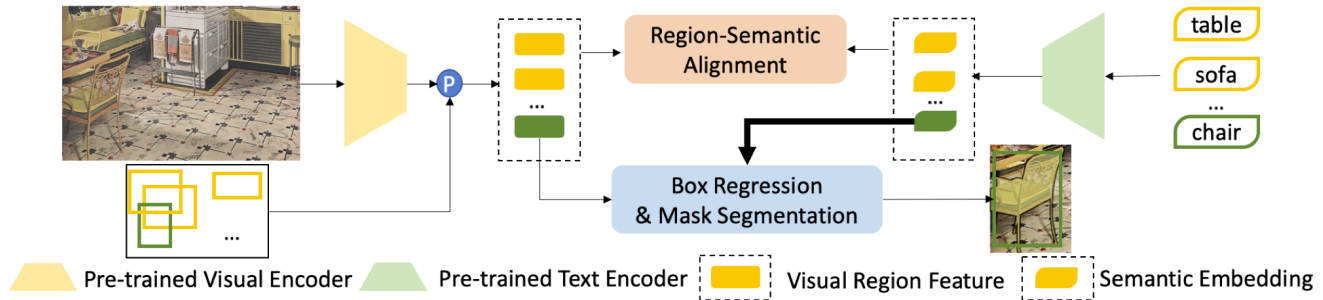 table
Region-Semantic
Alignment
sofa
P
...
...
...
chair
Box Regression
& Mask Segmentation
...
Pre-trained Visual Encoder
Pre-trained Text Encoder
Visual Region Feature
Semantic Embedding